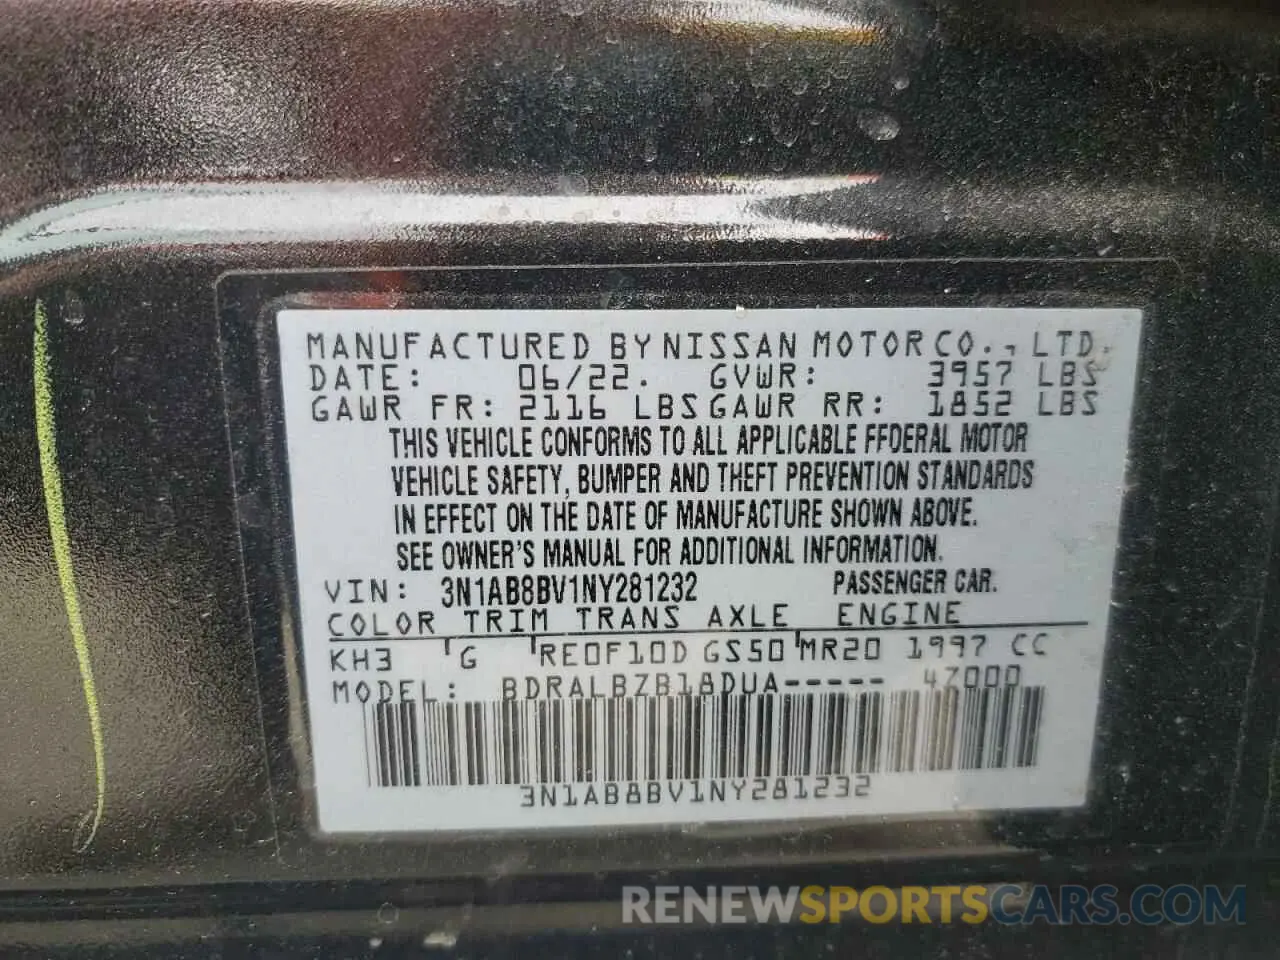 MANUFACTURED BY NISSAN MOTOR CO., LTD.
DATE: 06/22. GVWR: 3957 LBS
GAWR FR: 2116 LBS GAWR RR: 1852 LBS
THIS VEHICLE CONFORMS TO ALL APPLICABLE FFDERAL MOTOR
VEHICLE SAFETY, BUMPER AND THEFT PREVENTION STANDARDS
IN EFFECT ON THE DATE OF MANUFACTURE SHOWN ABOVE.
SEE OWNER'S MANUAL FOR ADDITIONAL INFORMATION.
VIN: 3N1AB8BV1NY281232 PASSENGER CAR.
COLOR TRIM TRANS AXLE ENGINE
KH3 'G 'RE0F10D GS50 'MR20 1997 CC
MODEL: BDRALBZB18DUA----- 47000
3N1AB8BV1NY281232
RENEWSPORTSCARS.COM